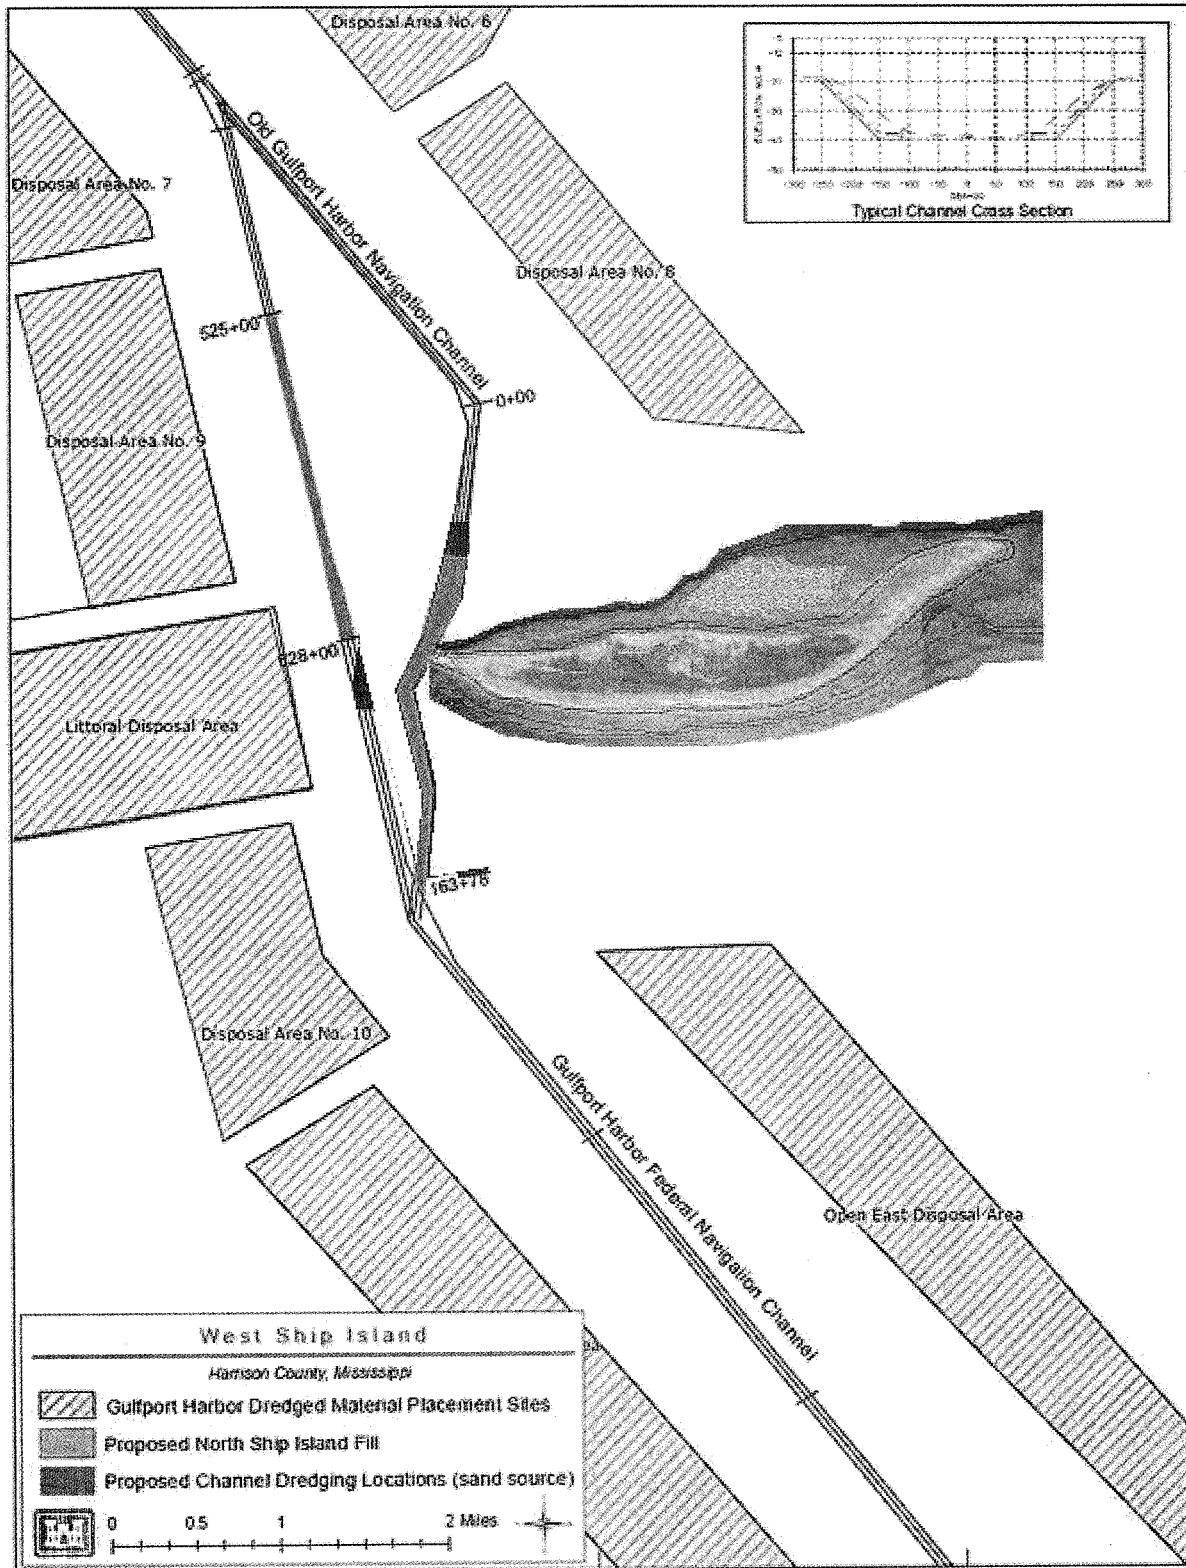 Disposal Area No. 6
Typical Channel Cross Section
Old Gulfport Harbor Navigation Channel
Disposal Area No. 7
Disposal Area No. 8
525+00
0+00
Disposal Area No. 9
628+00
Littoral Disposal Area
163+76
Disposal Area No. 10
Gulfport Harbor Federal Navigation Channel
Open East Disposal Area
West Ship Island
Harrison County, Mississippi
Gulfport Harbor Dredged Material Placement Sites
Proposed North Ship Island Fill
Proposed Channel Dredging Locations (sand source)
0 0.5 1 2 Miles